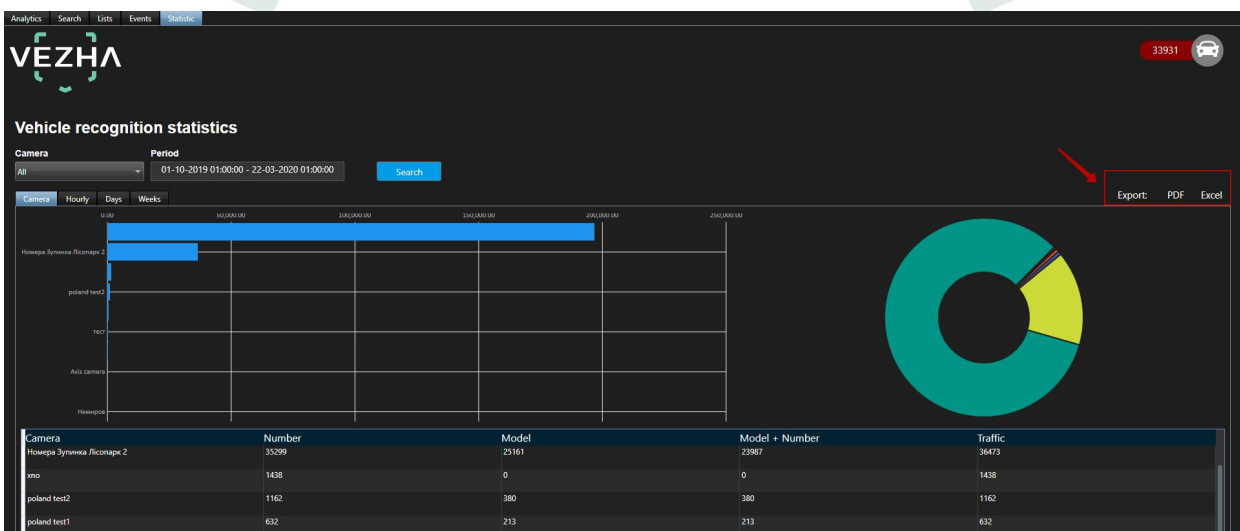 Analytics Search Lists Events Statistic
VEZHA
33931
Vehicle recognition statistics
Camera Period
All 01-10-2019 01:00:00 - 22-03-2020 01:00:00 Search
Camera Hourly Days Weeks Export: PDF Excel
0.00 50,000.00 100,000.00 150,000.00 200,000.00 250,000.00
Номера Зупинка Лісопарк 2
poland test2
тест
Axis camera
Немиров
Camera Number Model Model + Number Traffic
Номера Зупинка Лісопарк 2 35299 25161 23987 36473
хпо 1438 0 0 1438
poland test2 1162 380 380 1162
poland test1 632 213 213 632